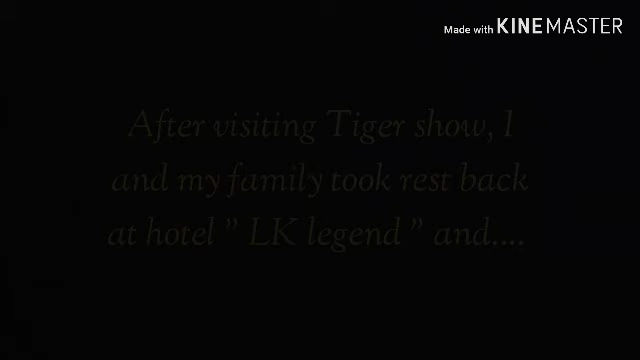 Made with KINEMASTER
After visiting Tiger show, I
and my family took rest back
at hotel " LK legend " and....